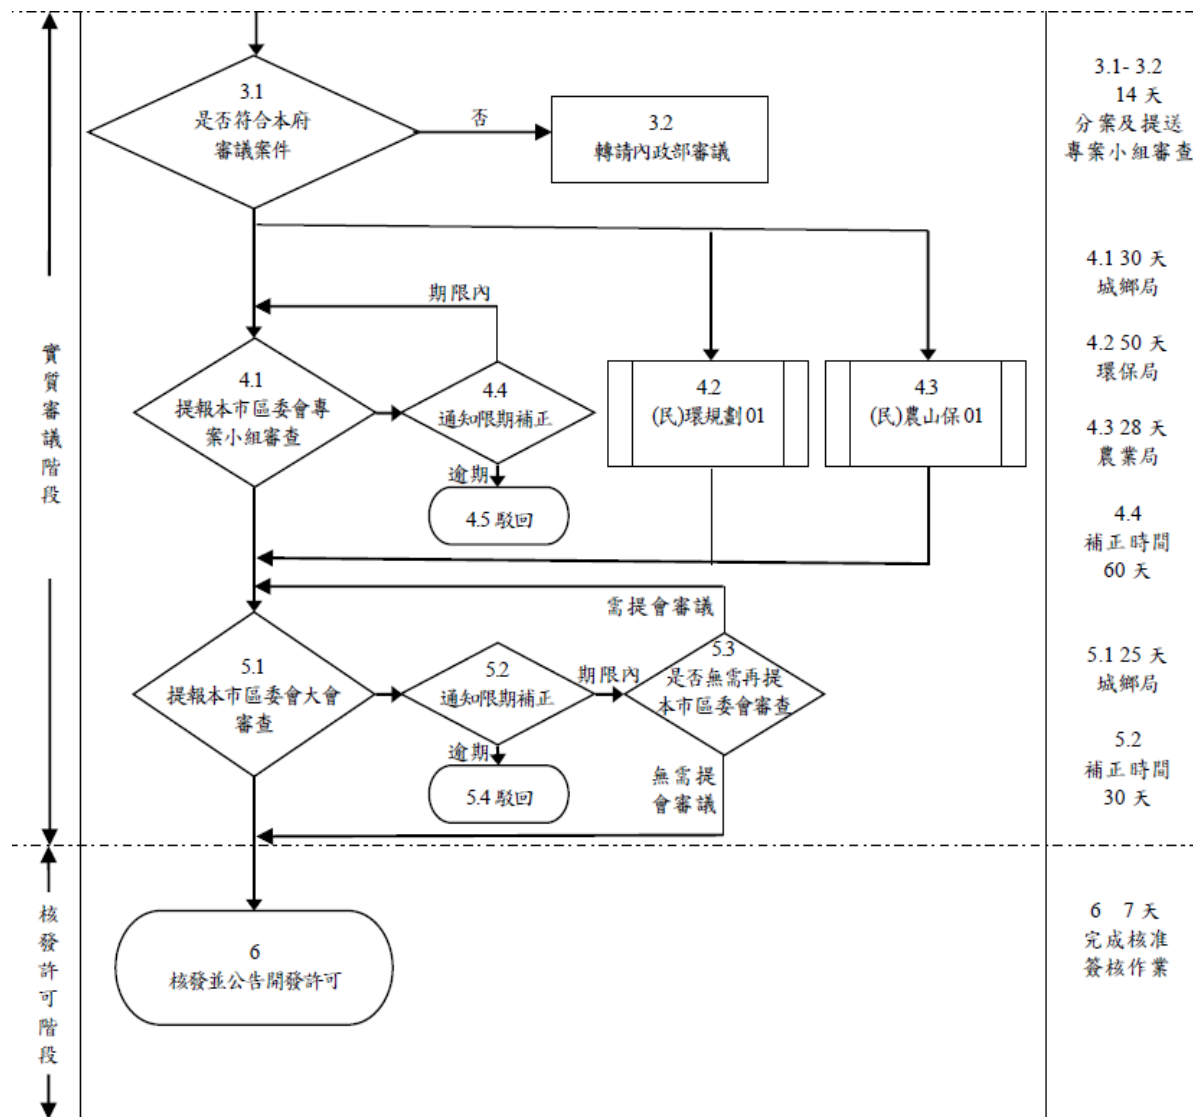 實
質
審
議
階
段
3.1
是否符合本府
審議案件
否
3.2
轉請內政部審議
期限內
4.1
提報本市區委會專
案小組審查
4.4
通知限期補正
逾期
4.5 駁回
4.2
(民)環規劃 01
4.3
(民)農山保 01
需提會審議
5.1
提報本市區委會大會
審查
5.2
通知限期補正
期限內
5.3
是否無需再提
本市區委會審查
逾期
5.4 駁回
無需提
會審議
核
發
許
可
階
段
6
核發並公告開發許可
3.1- 3.2
14 天
分案及提送
專案小組審查
4.1 30 天
城鄉局
4.2 50 天
環保局
4.3 28 天
農業局
4.4
補正時間
60 天
5.1 25 天
城鄉局
5.2
補正時間
30 天
6 7 天
完成核准
簽核作業